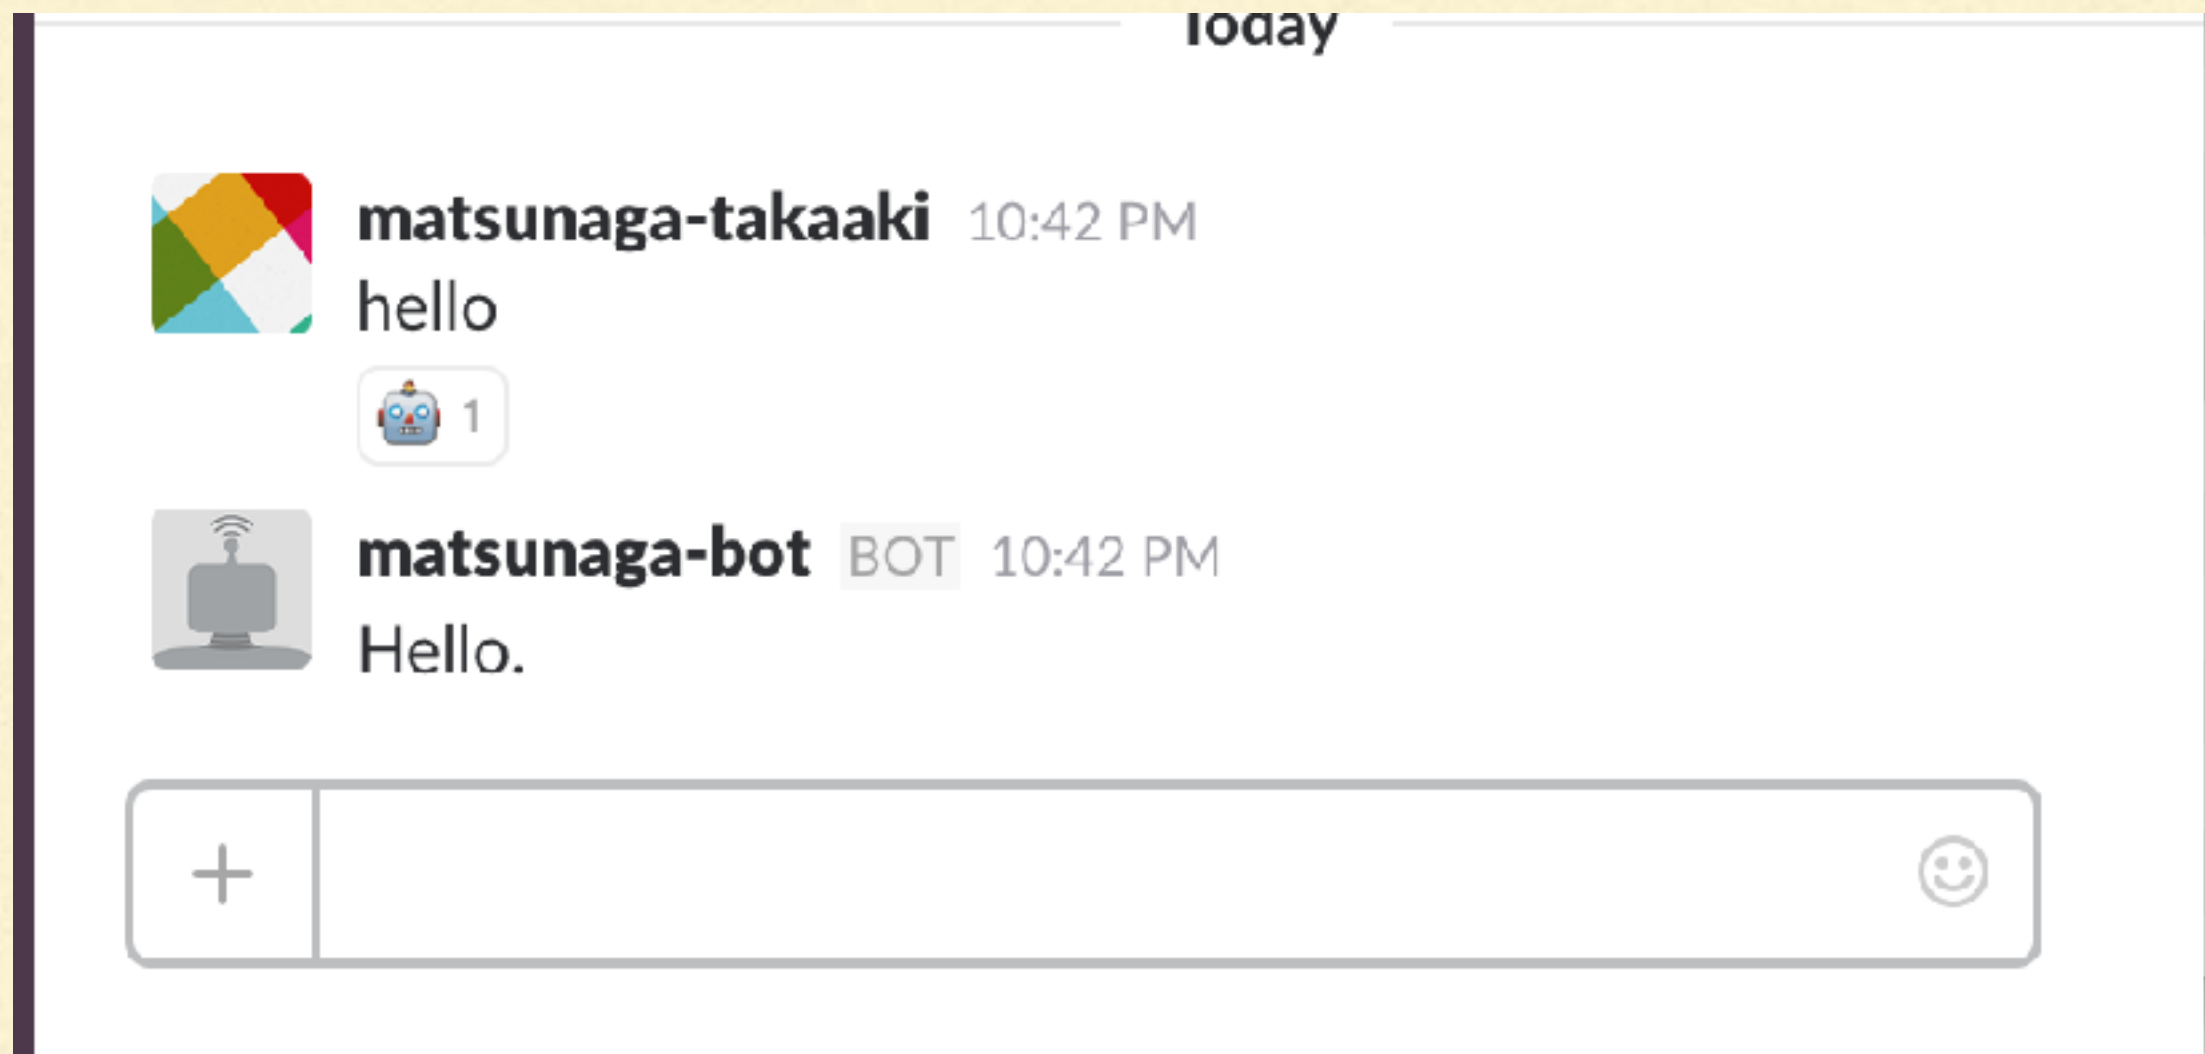 Today
matsunaga-takaaki 10:42 PM
hello
1
matsunaga-bot BOT 10:42 PM
Hello.